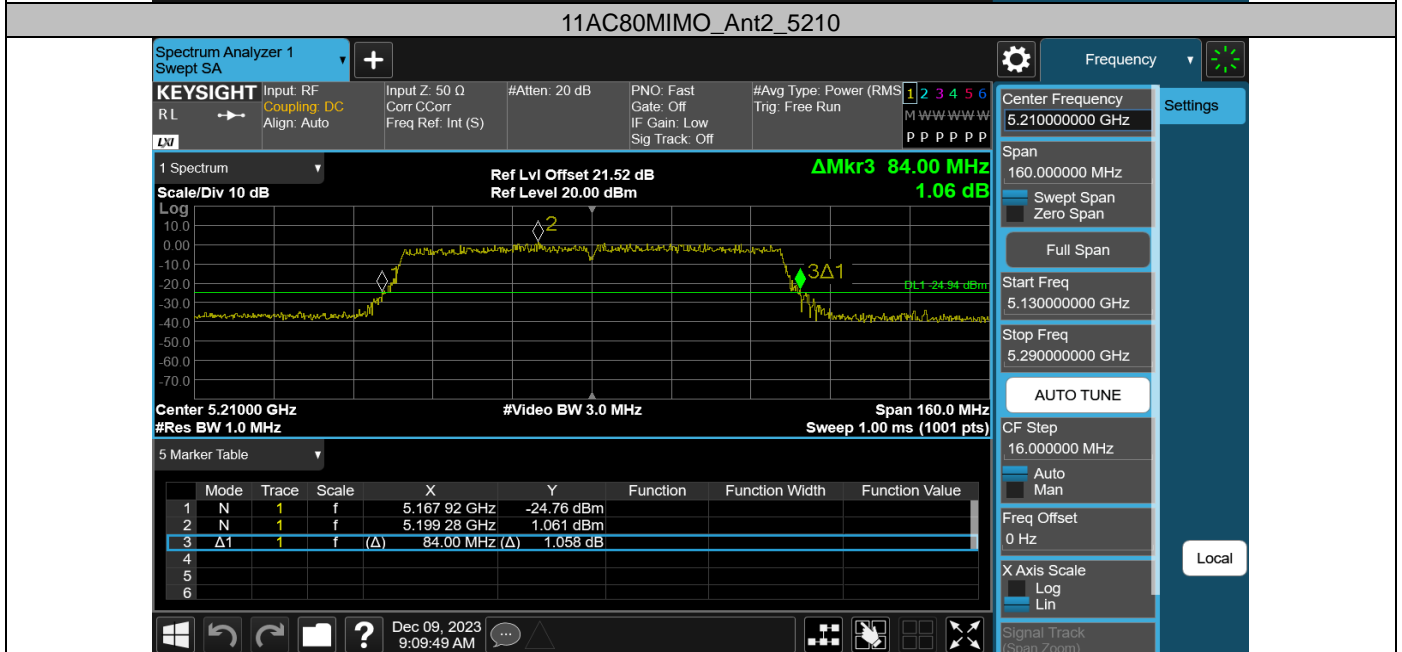 11AC80MIMO_Ant2_5210
Spectrum Analyzer 1
Swept SA
Frequency
KEYSIGHT
RL
LXI
Input: RF
Coupling: DC
Align: Auto
Input Z: 50 Ω
Corr CCorr
Freq Ref: Int (S)
#Atten: 20 dB
PNO: Fast
Gate: Off
IF Gain: Low
Sig Track: Off
#Avg Type: Power (RMS
Trig: Free Run
1 2 3 4 5 6
M W W W W W
P P P P P P
1 Spectrum
Scale/Div 10 dB
Ref Lvl Offset 21.52 dB
Ref Level 20.00 dBm
ΔMkr3 84.00 MHz
1.06 dB
Log
10.0
0.00
-10.0
-20.0
-30.0
-40.0
-50.0
-60.0
-70.0
1
2
3Δ1
DL1 -24.94 dBm
Center 5.21000 GHz
#Res BW 1.0 MHz
#Video BW 3.0 MHz
Span 160.0 MHz
Sweep 1.00 ms (1001 pts)
5 Marker Table
Mode Trace Scale X Y Function Function Width Function Value
1 N 1 f 5.167 92 GHz -24.76 dBm
2 N 1 f 5.199 28 GHz 1.061 dBm
3 Δ1 1 f (Δ) 84.00 MHz (Δ) 1.058 dB
4
5
6
Dec 09, 2023
9:09:49 AM
Center Frequency
5.210000000 GHz
Span
160.000000 MHz
Swept Span
Zero Span
Full Span
Start Freq
5.130000000 GHz
Stop Freq
5.290000000 GHz
AUTO TUNE
CF Step
16.000000 MHz
Auto
Man
Freq Offset
0 Hz
X Axis Scale
Log
Lin
Signal Track
(Span Zoom)
Settings
Local